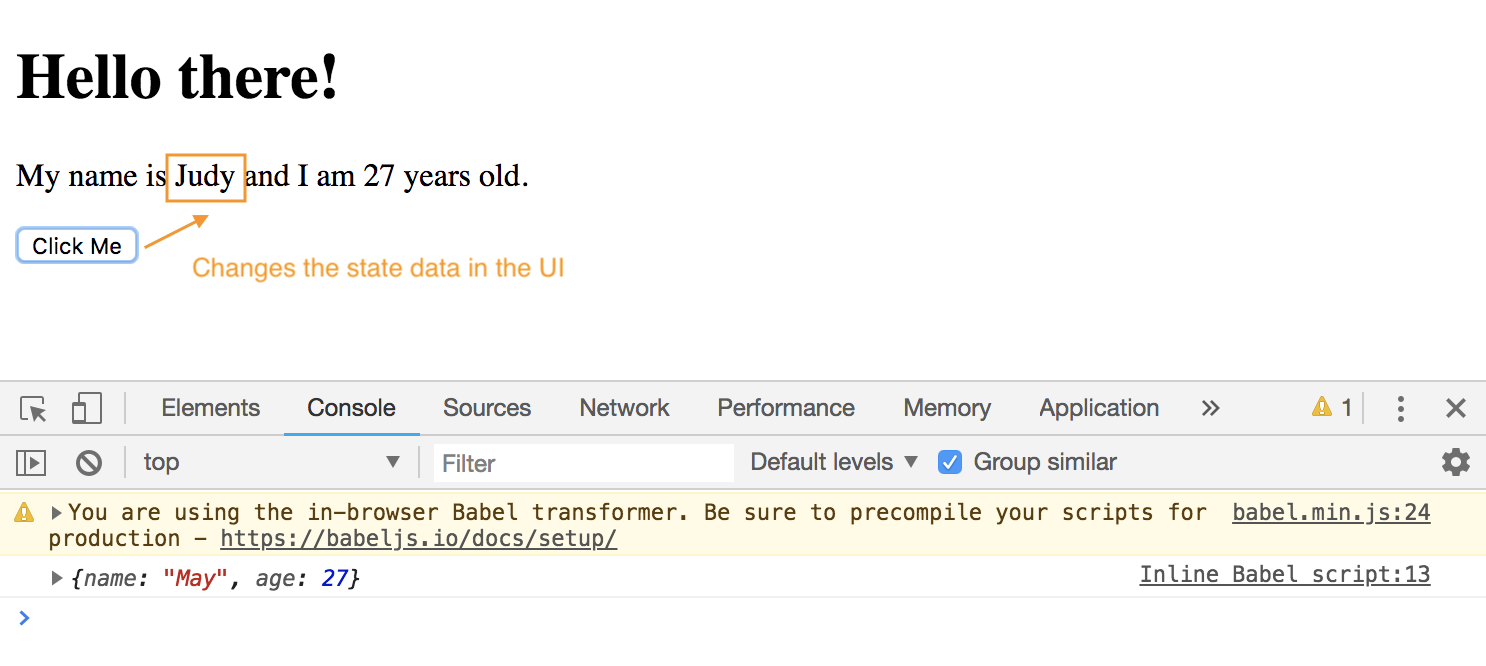 Hello there!
My name is Judy and I am 27 years old.
Click Me
Changes the state data in the UI
Elements Console Sources Network Performance Memory Application » 1
top Filter Default levels Group similar
You are using the in-browser Babel transformer. Be sure to precompile your scripts for babel.min.js:24
production – https://babeljs.io/docs/setup/
{name: "May", age: 27} Inline Babel script:13